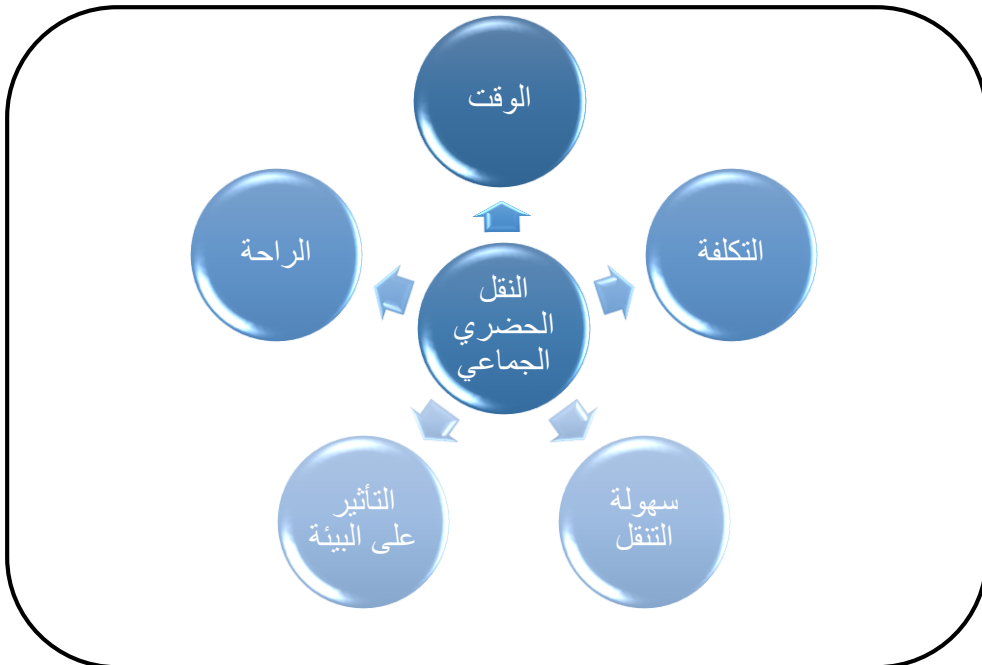 الوقت
الراحة
التكلفة
النقل
الحضري
الجماعي
التأثير
على البيئة
سهولة
التنقل